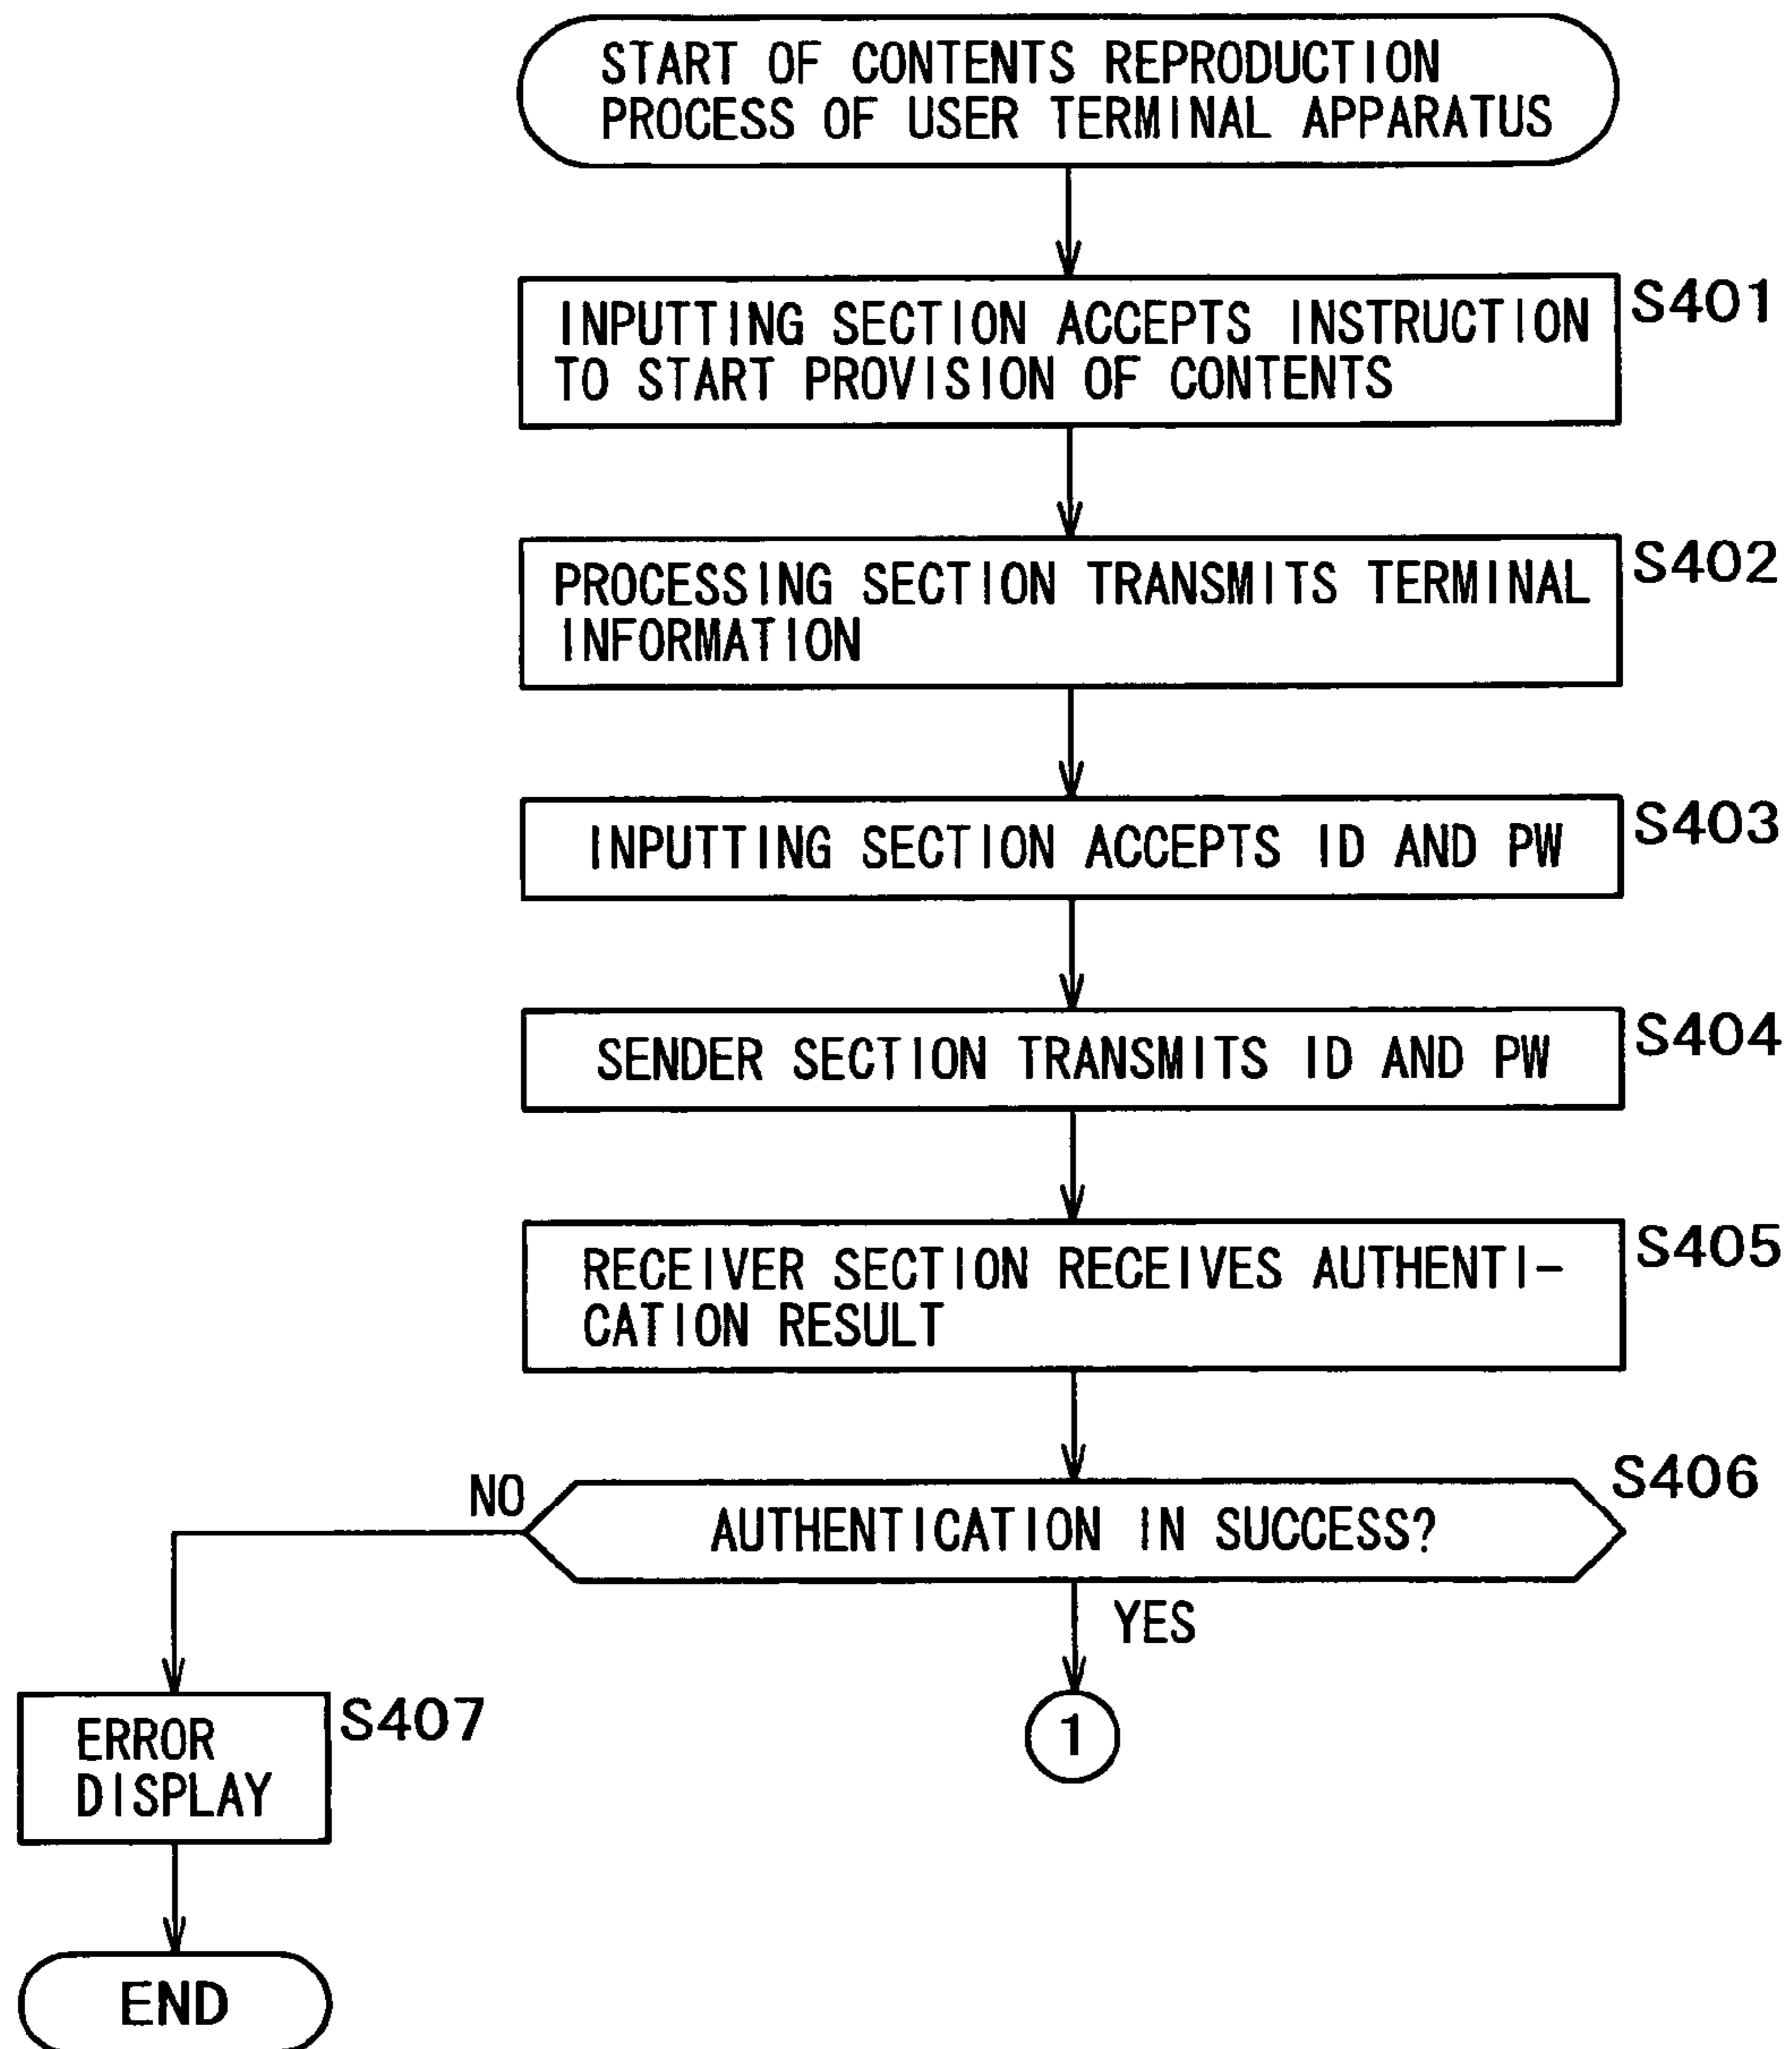 START OF CONTENTS REPRODUCTION
PROCESS OF USER TERMINAL APPARATUS
S401
INPUTTING SECTION ACCEPTS INSTRUCTION
TO START PROVISION OF CONTENTS
S402
PROCESSING SECTION TRANSMITS TERMINAL
INFORMATION
S403
INPUTTING SECTION ACCEPTS ID AND PW
S404
SENDER SECTION TRANSMITS ID AND PW
S405
RECEIVER SECTION RECEIVES AUTHENTI-
CATION RESULT
S406
NO
AUTHENTICATION IN SUCCESS?
YES
S407
ERROR
DISPLAY
1
END